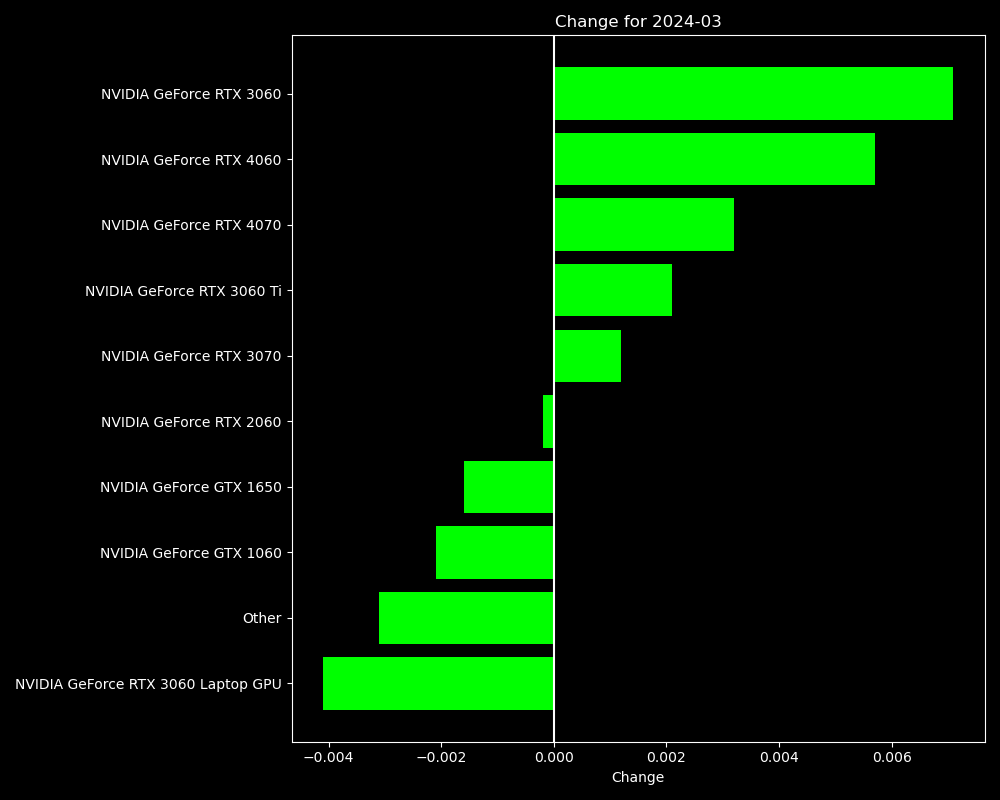 Change for 2024-03
NVIDIA GeForce RTX 3060
NVIDIA GeForce RTX 4060
NVIDIA GeForce RTX 4070
NVIDIA GeForce RTX 3060 Ti
NVIDIA GeForce RTX 3070
NVIDIA GeForce RTX 2060
NVIDIA GeForce GTX 1650
NVIDIA GeForce GTX 1060
Other
NVIDIA GeForce RTX 3060 Laptop GPU
−0.004 −0.002 0.000 0.002 0.004 0.006
Change